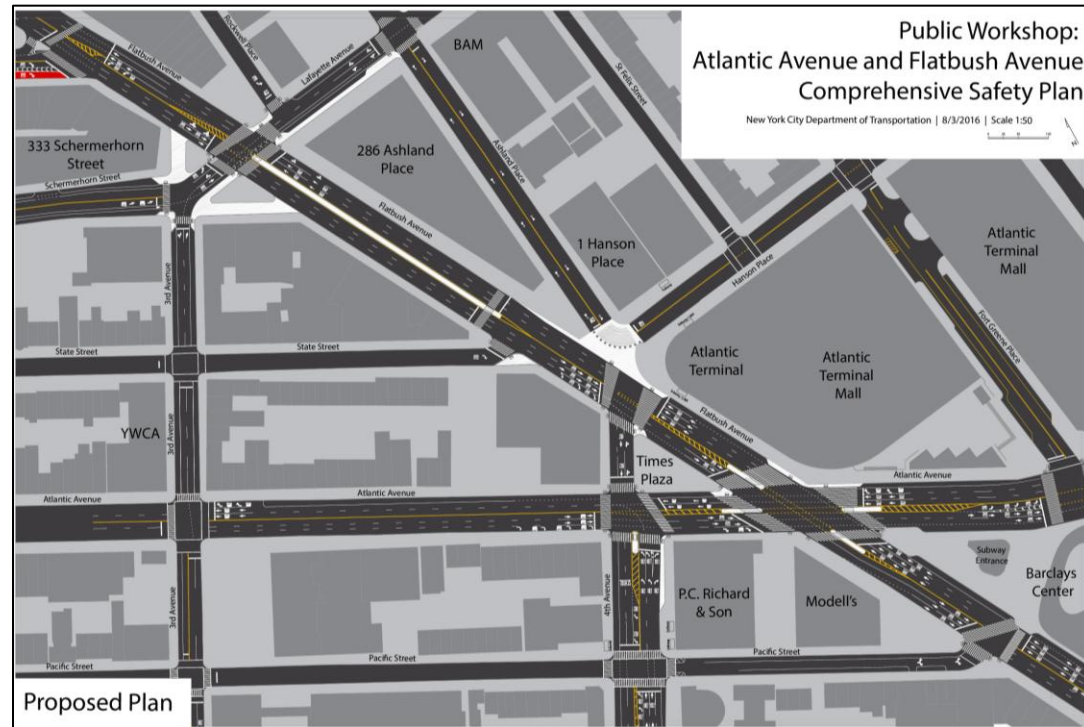 Public Workshop:
Atlantic Avenue and Flatbush Avenue
Comprehensive Safety Plan
New York City Department of Transportation | 8/3/2016 | Scale 1:50
Flatbush Avenue
Rockwell Place
Lafayette Avenue
BAM
St Felix Street
333 Schermerhorn
Street
Schermerhorn Street
286 Ashland
Place
Ashland Place
Flatbush Avenue
3rd Avenue
1 Hanson
Place
Hanson Place
Atlantic
Terminal
Mall
Fort Greene Place
State Street
State Street
Atlantic
Terminal
Atlantic
Terminal
Mall
YWCA
3rd Avenue
Flatbush Avenue
Times
Plaza
Atlantic Avenue
Atlantic Avenue
Atlantic Avenue
Subway
Entrance
Barclays
Center
3rd Avenue
4th Avenue
P.C. Richard
& Son
Modell's
Pacific Street
Pacific Street
Pacific Street
Proposed Plan